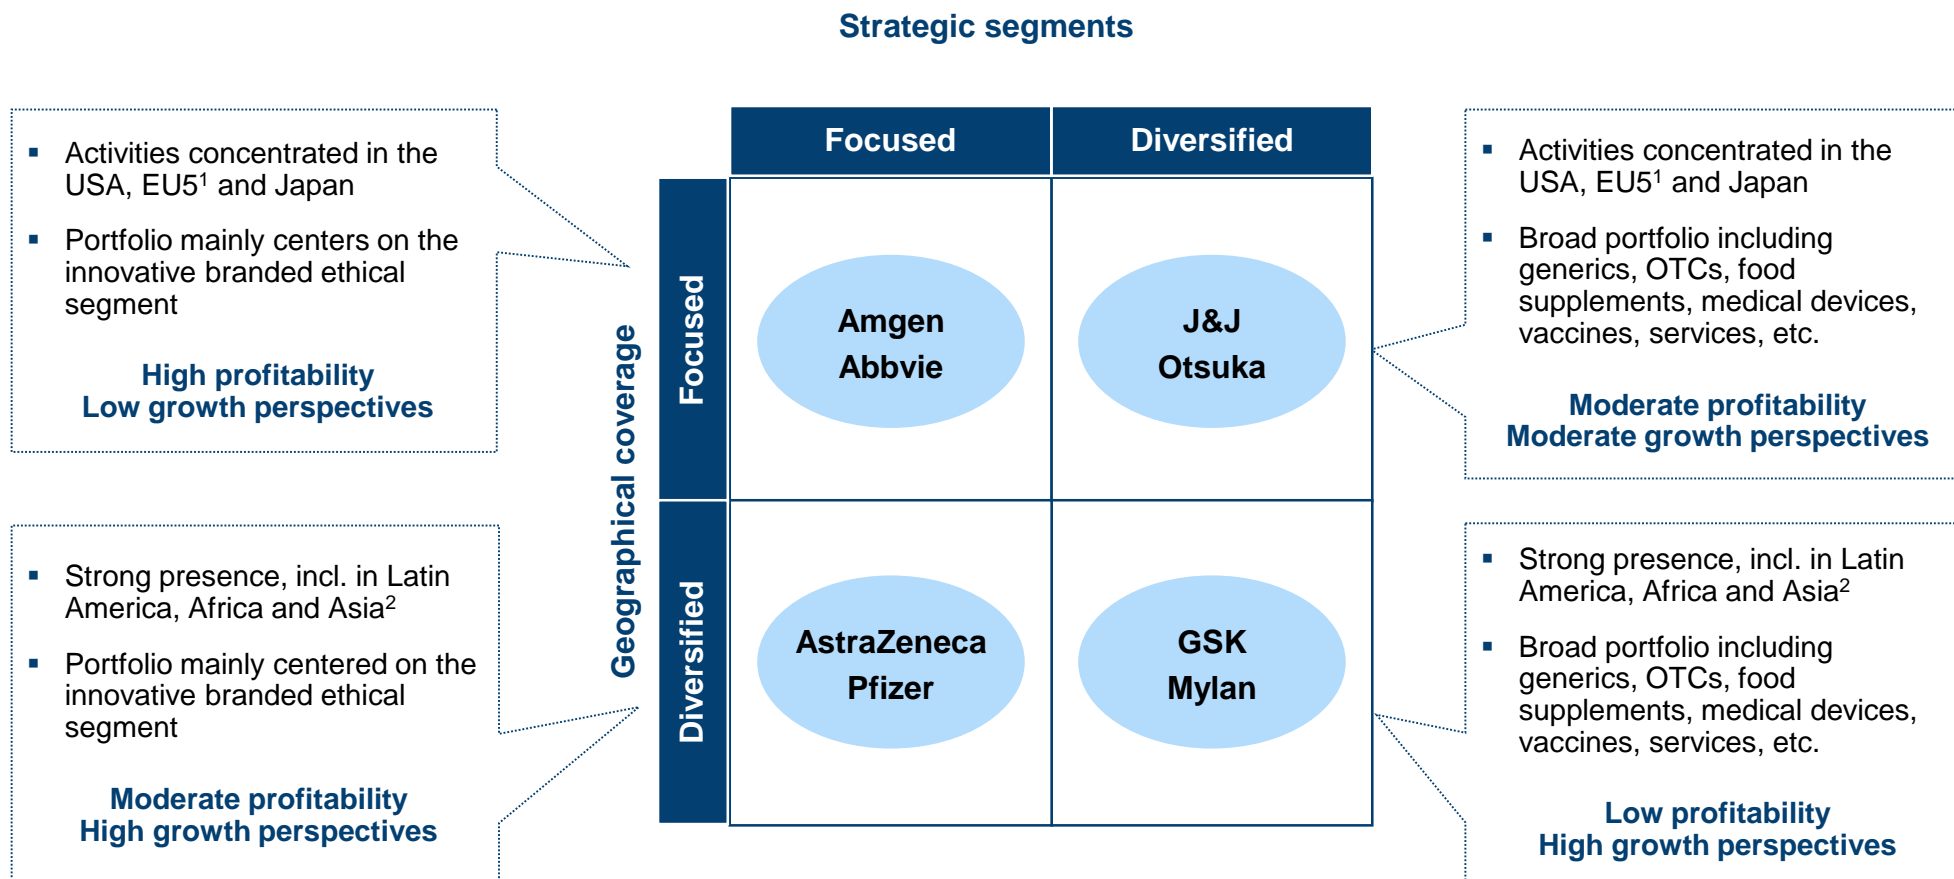 Strategic segments
Focused
Diversified
Activities concentrated in the
USA, EU5¹ and Japan
Portfolio mainly centers on the
innovative branded ethical
segment
High profitability
Low growth perspectives
Geographical coverage
Focused
Amgen
Abbvie
J&J
Otsuka
Activities concentrated in the
USA, EU5¹ and Japan
Broad portfolio including
generics, OTCs, food
supplements, medical devices,
vaccines, services, etc.
Moderate profitability
Moderate growth perspectives
Strong presence, incl. in Latin
America, Africa and Asia²
Portfolio mainly centered on the
innovative branded ethical
segment
Moderate profitability
High growth perspectives
Diversified
AstraZeneca
Pfizer
GSK
Mylan
Strong presence, incl. in Latin
America, Africa and Asia²
Broad portfolio including
generics, OTCs, food
supplements, medical devices,
vaccines, services, etc.
Low profitability
High growth perspectives